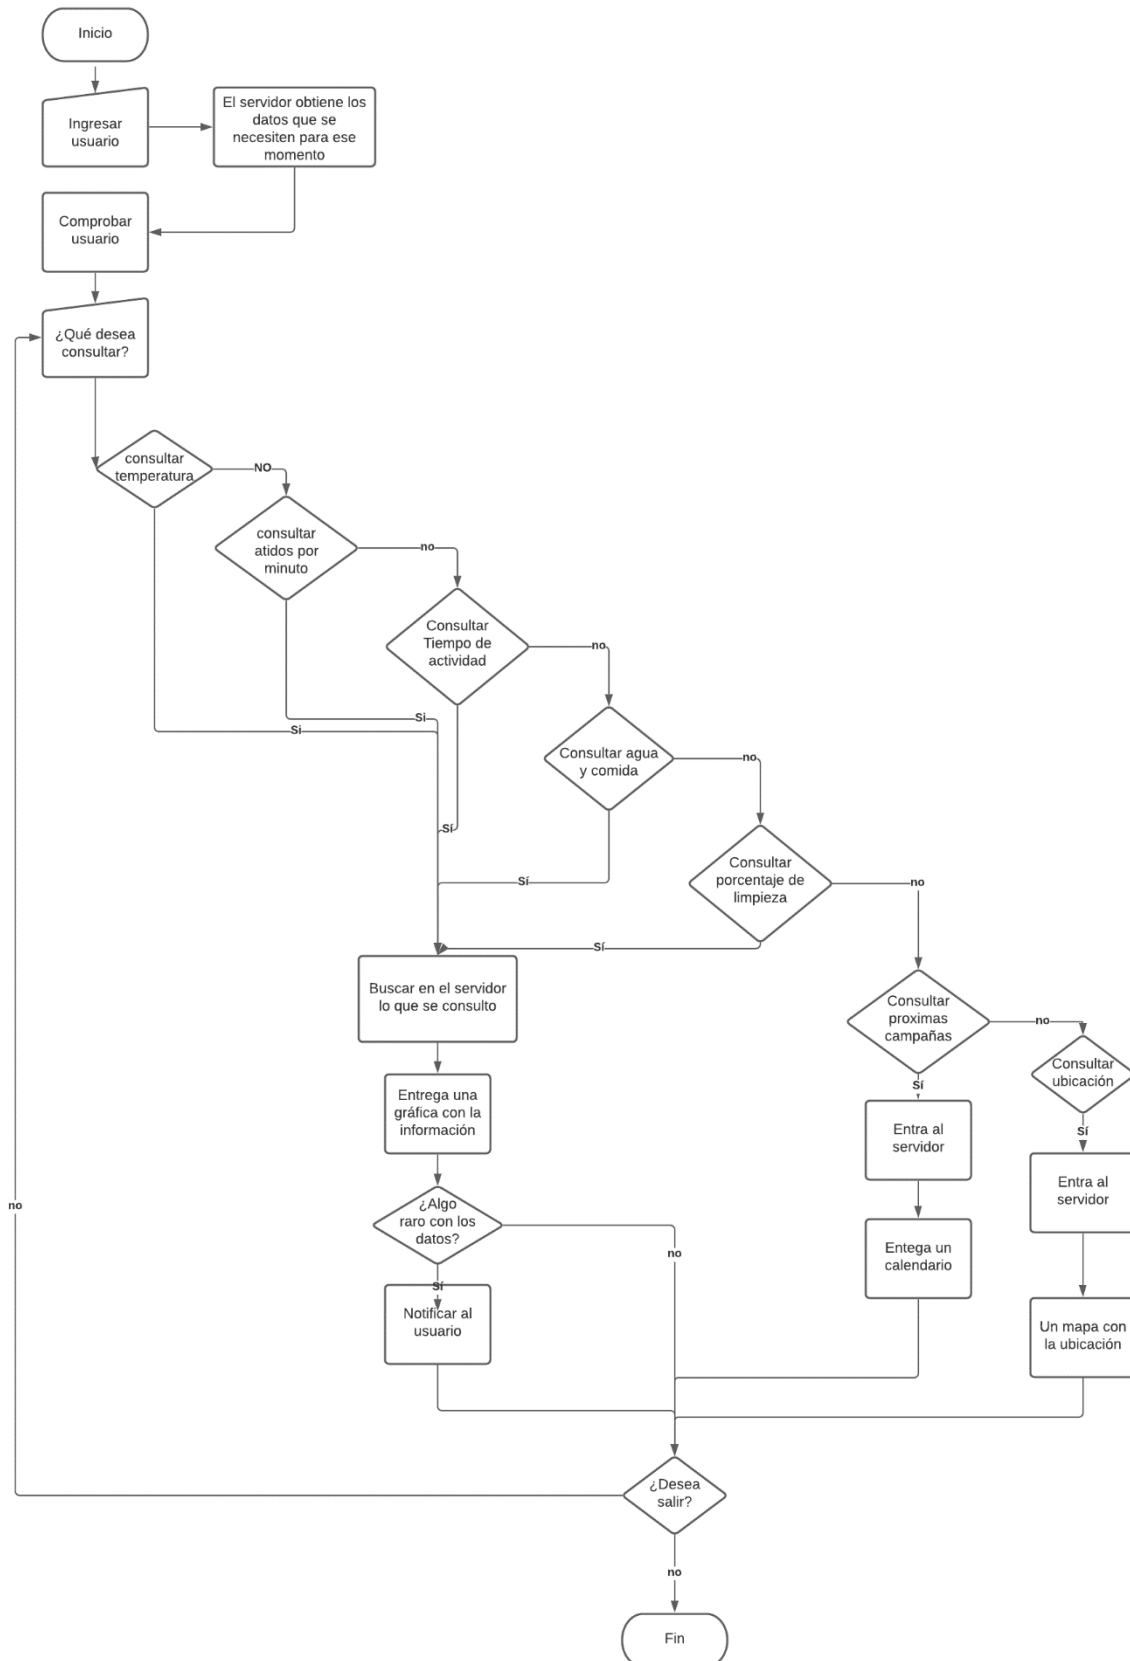 Inicio
Ingresar
usuario
El servidor obtiene los
datos que se
necesiten para ese
momento
Comprobar
usuario
¿Qué desea
consultar?
consultar
temperatura
NO
consultar
atidos por
minuto
no
Consultar
Tiempo de
actividad
no
Si
Si
Consultar agua
y comida
no
Sí
Consultar
porcentaje de
limpieza
no
Sí
Sí
Buscar en el servidor
lo que se consulto
Consultar
proximas
campañas
no
Consultar
ubicación
Sí
Sí
Entrega una
gráfica con la
información
Entra al
servidor
Entra al
servidor
¿Algo
raro con los
datos?
no
no
Entega un
calendario
Sí
Notificar al
usuario
Un mapa con
la ubicación
¿Desea
salir?
no
Fin